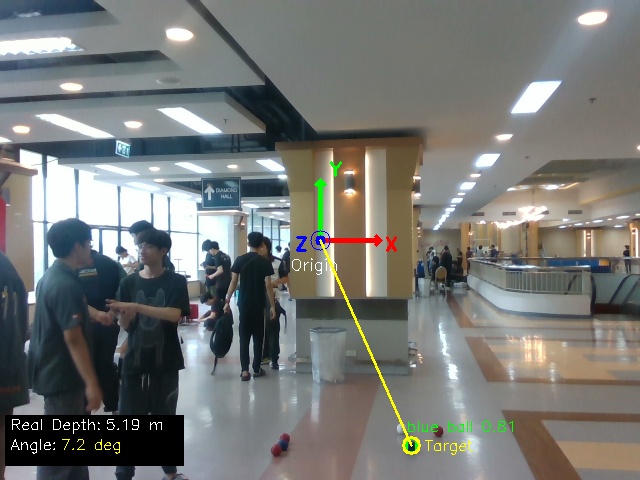 DIAMOND
HALL
Y
Z
X
Origin
blue ball 0.81
Target
Real Depth: 5.19 m
Angle: 7.2 deg